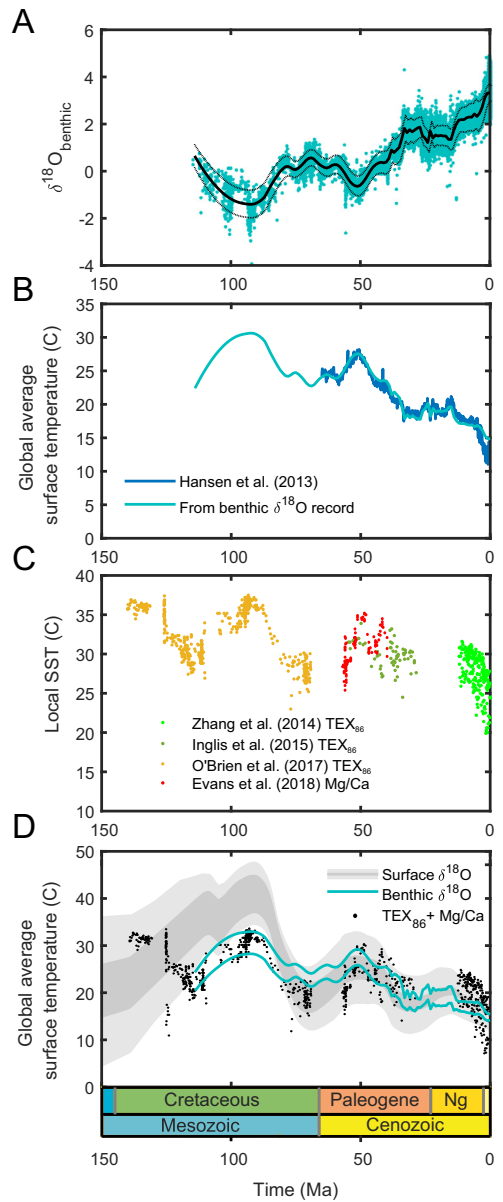 A
6
4
2
0
-2
-4
δ18Obenthic
150
100
50
0
B
35
30
25
20
15
10
5
0
Global average
surface temperature (C)
Hansen et al. (2013)
From benthic δ18O record
150
100
50
0
C
40
35
30
25
20
15
10
Local SST (C)
Zhang et al. (2014) TEX86
Inglis et al. (2015) TEX86
O'Brien et al. (2017) TEX86
Evans et al. (2018) Mg/Ca
150
100
50
0
D
50
40
30
20
10
0
Global average
surface temperature (C)
Surface δ18O
Benthic δ18O
TEX86+ Mg/Ca
Cretaceous
Paleogene
Ng
Mesozoic
Cenozoic
150
100
50
0
Time (Ma)